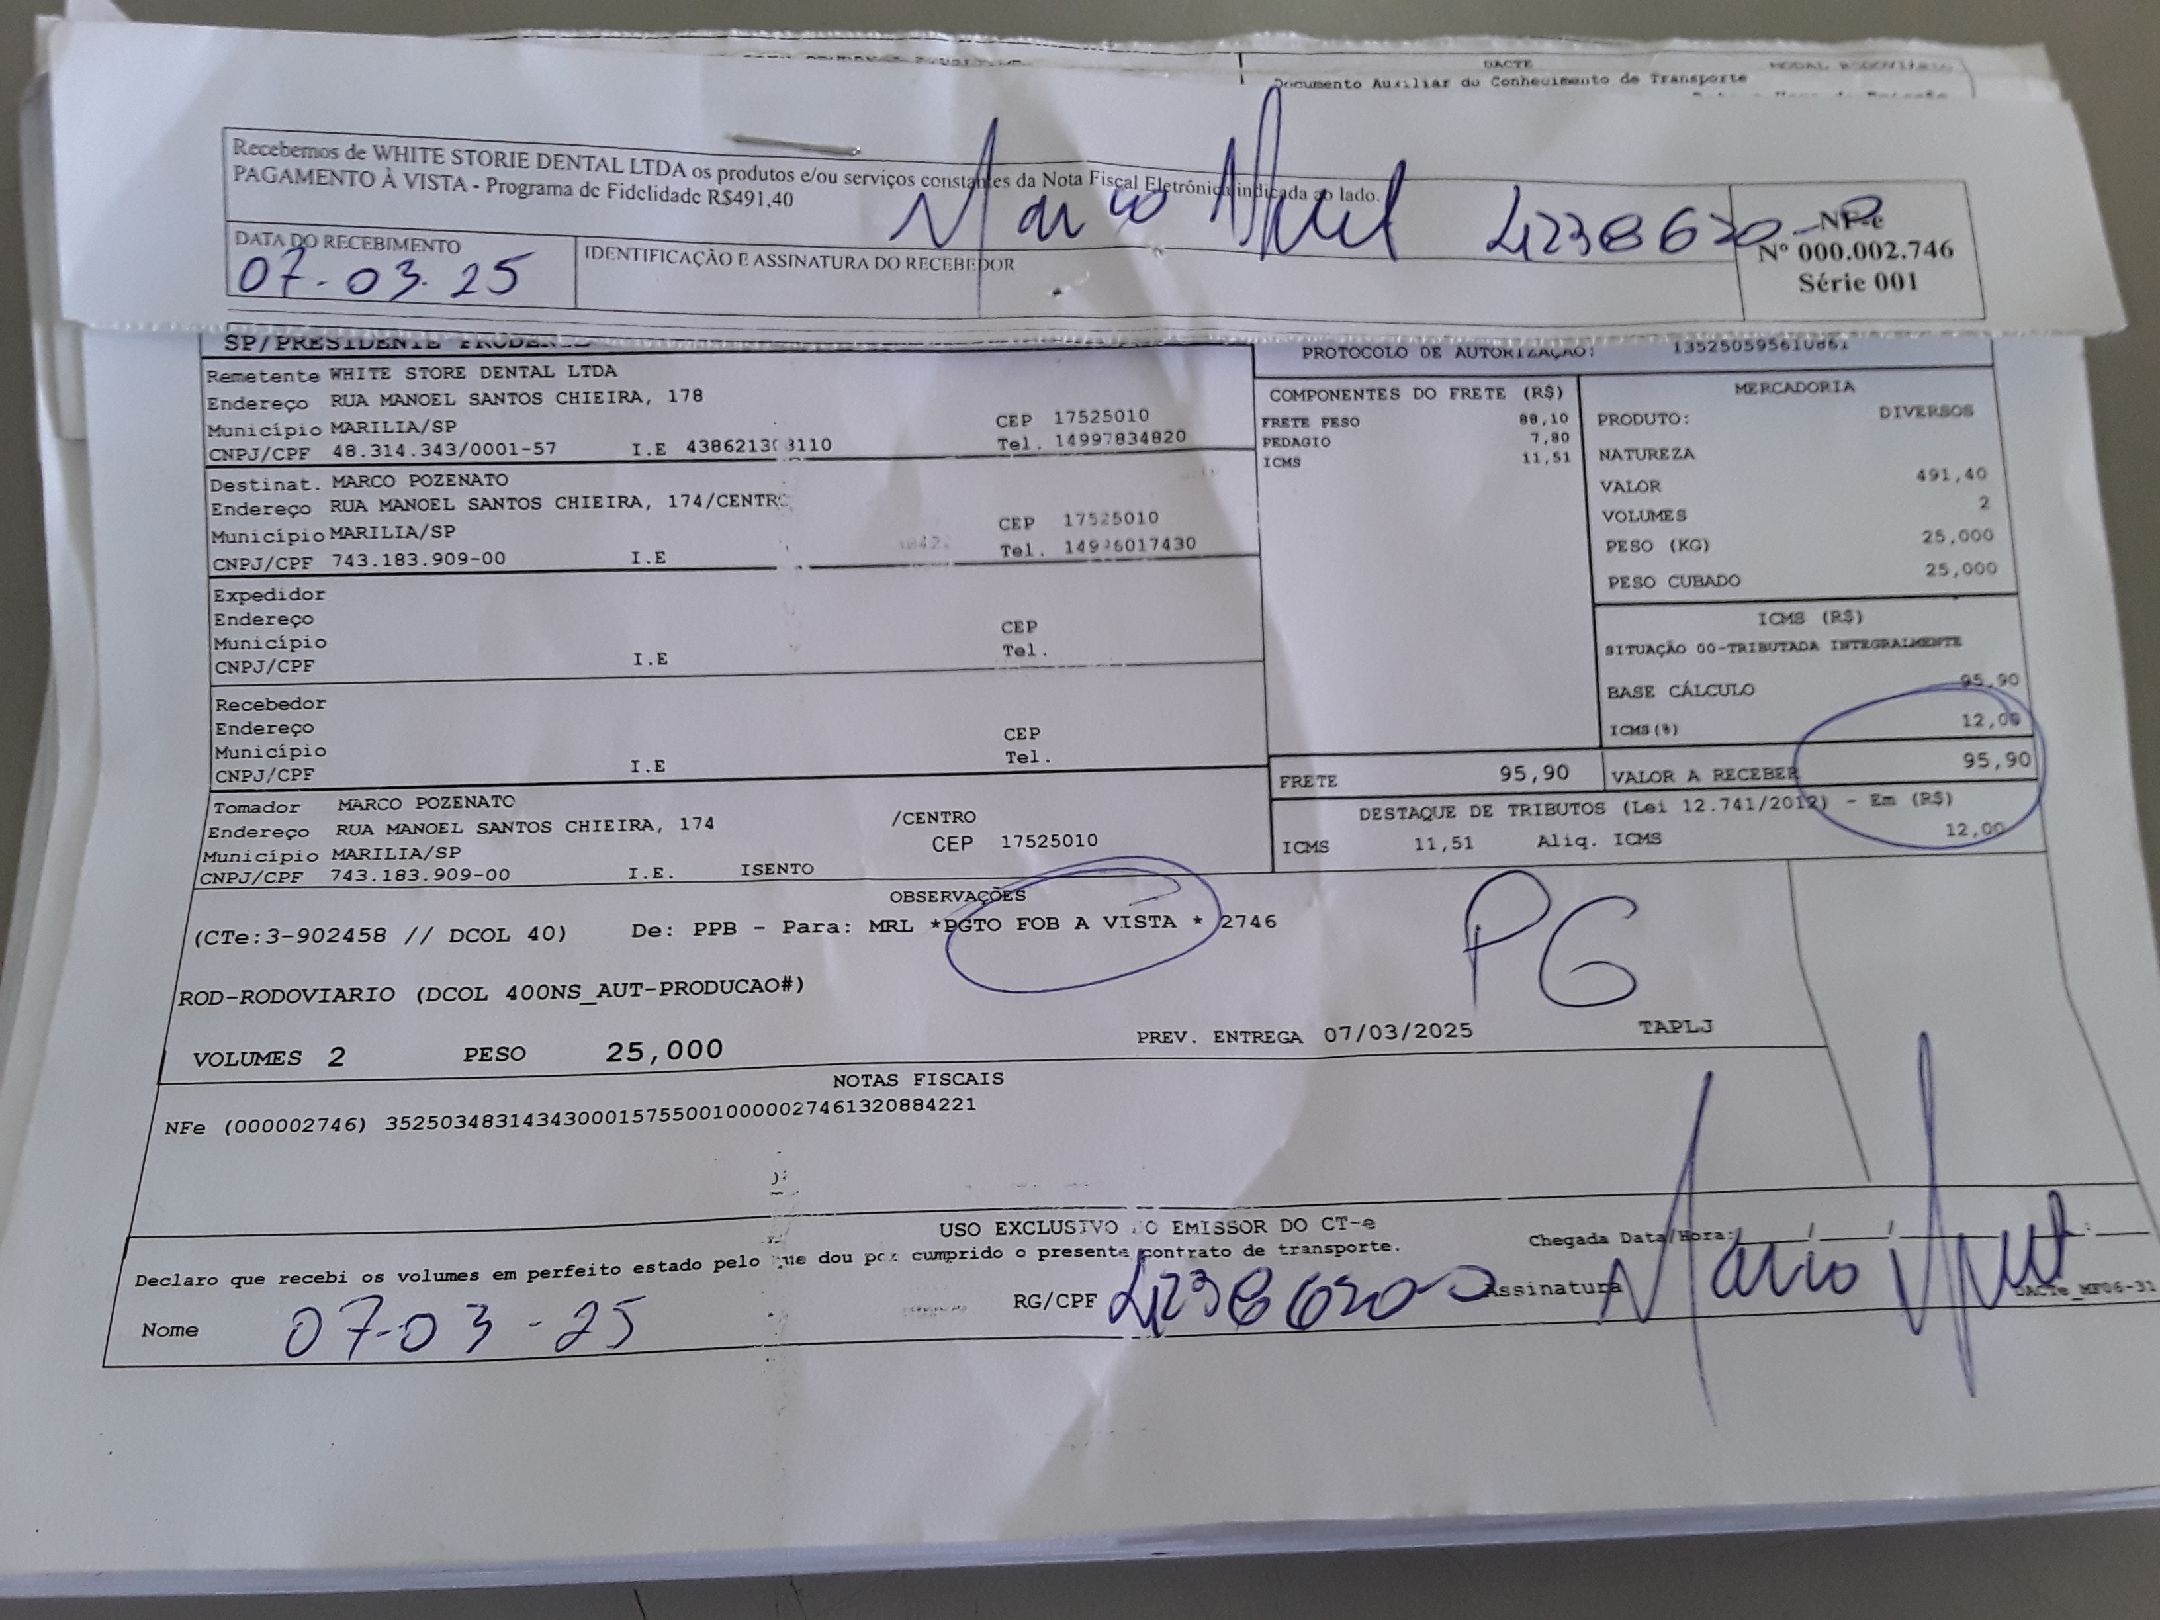 DACTE
Documento Auxiliar do Conhecimento de Transporte
MODAL RODOVIÁRIO
Recebemos de WHITE STORIE DENTAL LTDA os produtos e/ou serviços constantes da Nota Fiscal Eletrônica indicada ao lado.
PAGAMENTO À VISTA - Programa de Fidelidade R$491,40
Marco
DATA DO RECEBIMENTO
07-03-25
IDENTIFICAÇÃO E ASSINATURA DO RECEBEDOR
NF-e
Nº 000.002.746
Série 001
SP/PRESIDENTE PRUDENTE
PROTOCOLO DE AUTORIZAÇÃO: 135250595610861
Remetente WHITE STORE DENTAL LTDA
Endereço RUA MANOEL SANTOS CHIEIRA, 178
Município MARILIA/SP CEP 17525010
CNPJ/CPF 48.314.343/0001-57 I.E Tel. 14997834820
Destinat. MARCO POZENATO
Endereço RUA MANOEL SANTOS CHIEIRA, 174/CENTRO
Município MARILIA/SP CEP 17525010
CNPJ/CPF 743.183.909-00 I.E Tel.
Expedidor
Endereço
Município CEP
CNPJ/CPF I.E Tel.
Recebedor
Endereço
Município CEP
CNPJ/CPF I.E Tel.
Tomador MARCO POZENATO
Endereço RUA MANOEL SANTOS CHIEIRA, 174 /CENTRO
Município MARILIA/SP CEP 17525010
CNPJ/CPF 743.183.909-00 I.E. ISENTO
COMPONENTES DO FRETE (R$)
FRETE PESO 88,10
PEDAGIO 7,80
ICMS 11,51
MERCADORIA
PRODUTO: DIVERSOS
NATUREZA
VALOR 491,40
VOLUMES 2
PESO (KG) 25,000
PESO CUBADO 25,000
ICMS (R$)
SITUAÇÃO 00-TRIBUTADA INTEGRALMENTE
BASE CÁLCULO 95,90
ICMS(%) 12,00
FRETE 95,90 VALOR A RECEBER 95,90
DESTAQUE DE TRIBUTOS (Lei 12.741/2012) - Em (R$)
ICMS 11,51 Aliq. ICMS 12,00
OBSERVAÇÕES
(CTe:3-902458 // DCOL 40) De: PPB - Para: MRL *PGTO FOB A VISTA * 2746
PG
ROD-RODOVIARIO (DCOL 400NS_AUT-PRODUCAO#)
VOLUMES 2 PESO 25,000 PREV. ENTREGA 07/03/2025 TAPLJ
NOTAS FISCAIS
NFe (000002746) 35250348314343000157550010000027461320884221
USO EXCLUSIVO DO EMISSOR DO CT-e
Declaro que recebi os volumes em perfeito estado pelo que dou por cumprido o presente contrato de transporte.
Chegada Data/Hora: / / :
Nome 07-03-25 RG/CPF Assinatura
DACTe_MF06-31